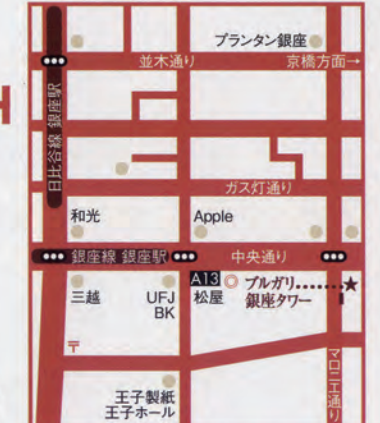 プランタン銀座
並木通り
京橋方面→
日比谷線 銀座駅
ガス灯通り
和光
Apple
銀座線 銀座駅
中央通り
A13
三越
UFJ
BK
松屋
ブルガリ
銀座タワー
★
〒
マロニエ通り
王子製紙
王子ホール